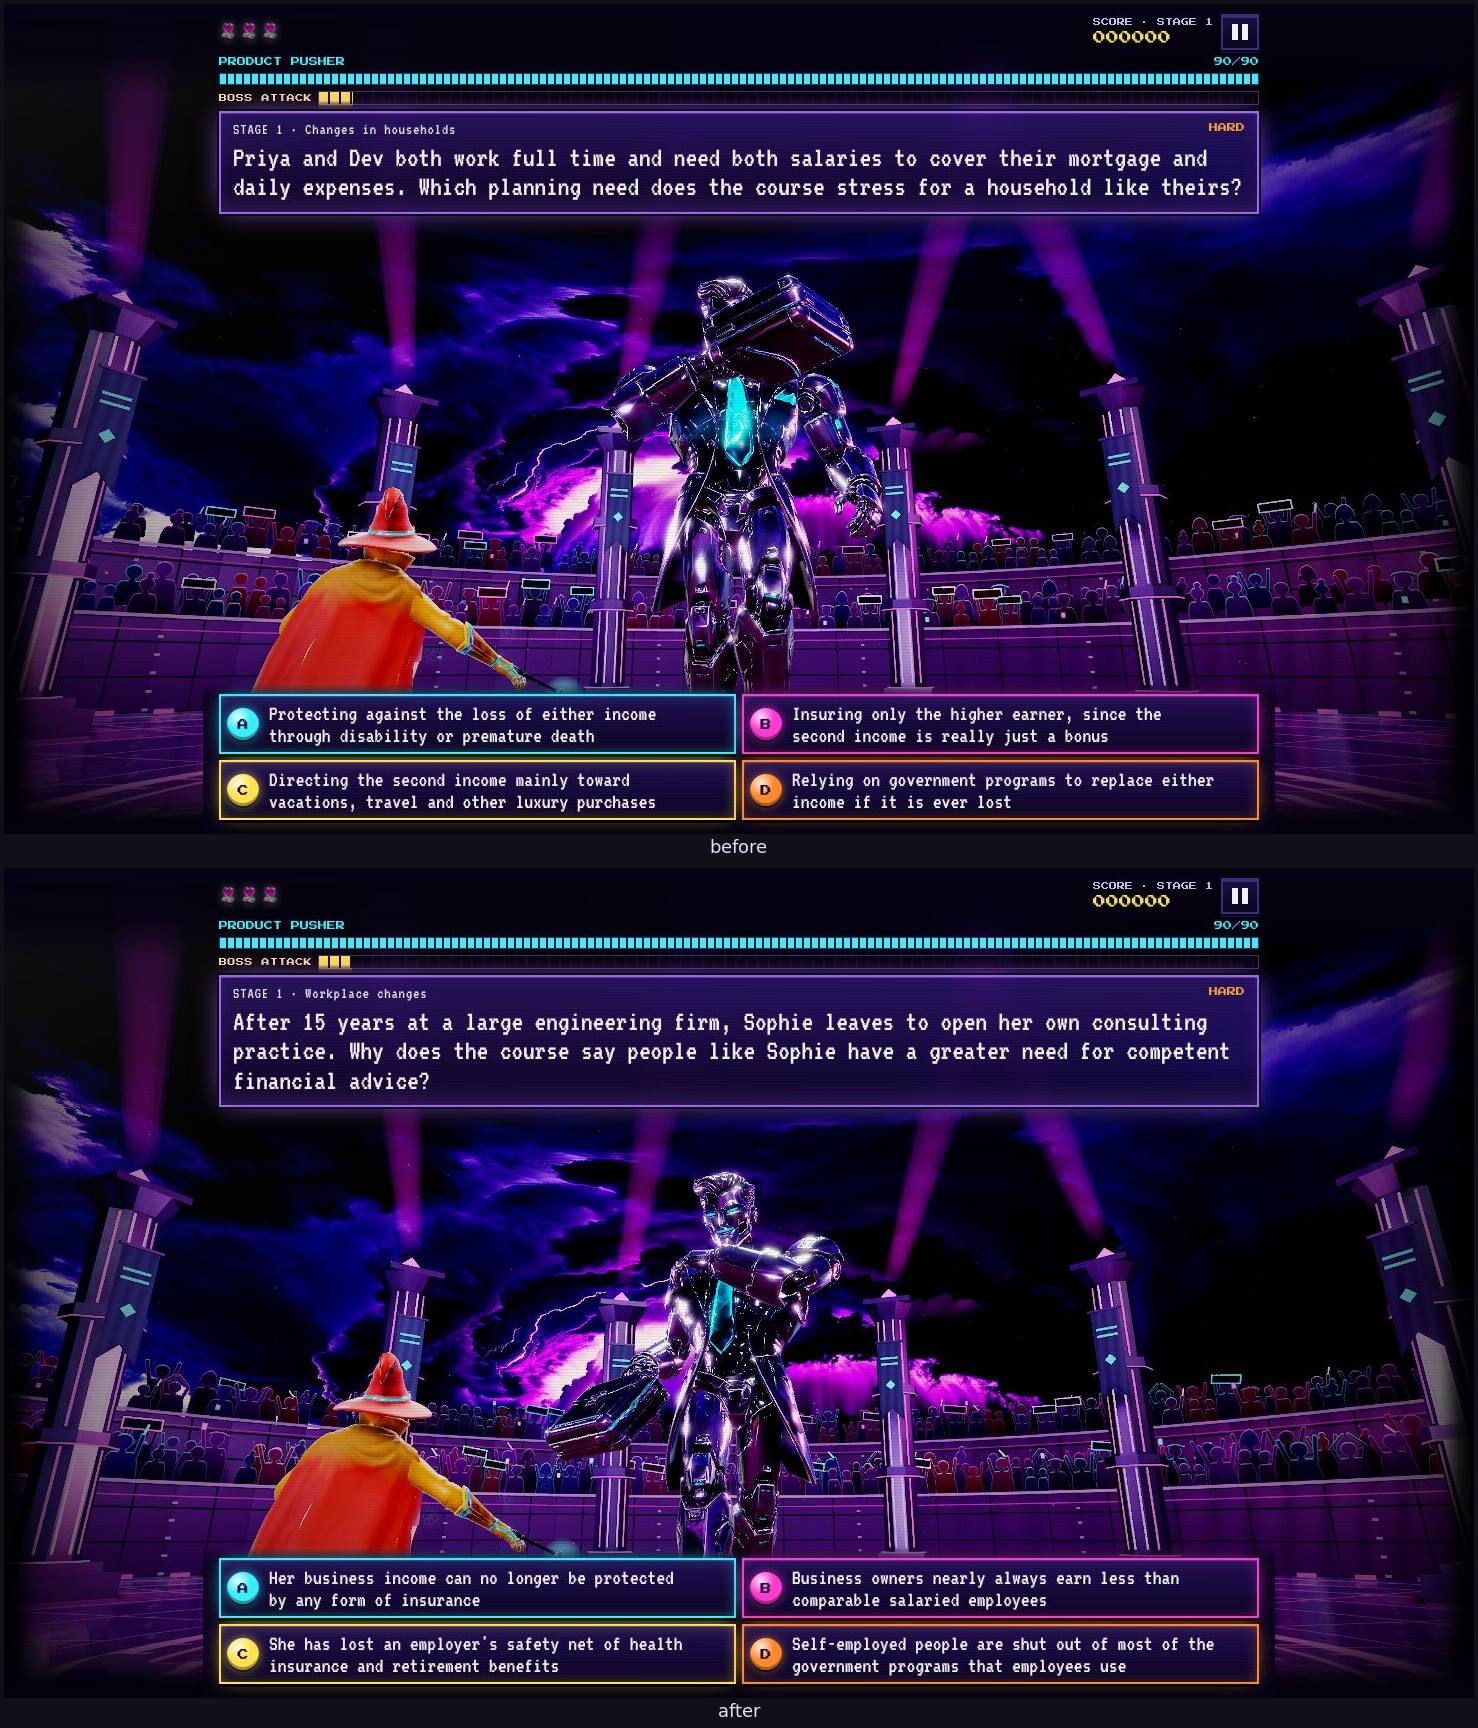 SCORE · STAGE 1
000000
PRODUCT PUSHER
90/90
BOSS ATTACK
STAGE 1 · Changes in households
HARD
Priya and Dev both work full time and need both salaries to cover their mortgage and
daily expenses. Which planning need does the course stress for a household like theirs?
A
Protecting against the loss of either income
through disability or premature death
B
Insuring only the higher earner, since the
second income is really just a bonus
C
Directing the second income mainly toward
vacations, travel and other luxury purchases
D
Relying on government programs to replace either
income if it is ever lost
before
SCORE · STAGE 1
000000
PRODUCT PUSHER
90/90
BOSS ATTACK
STAGE 1 · Workplace changes
HARD
After 15 years at a large engineering firm, Sophie leaves to open her own consulting
practice. Why does the course say people like Sophie have a greater need for competent
financial advice?
A
Her business income can no longer be protected
by any form of insurance
B
Business owners nearly always earn less than
comparable salaried employees
C
She has lost an employer's safety net of health
insurance and retirement benefits
D
Self-employed people are shut out of most of the
government programs that employees use
after